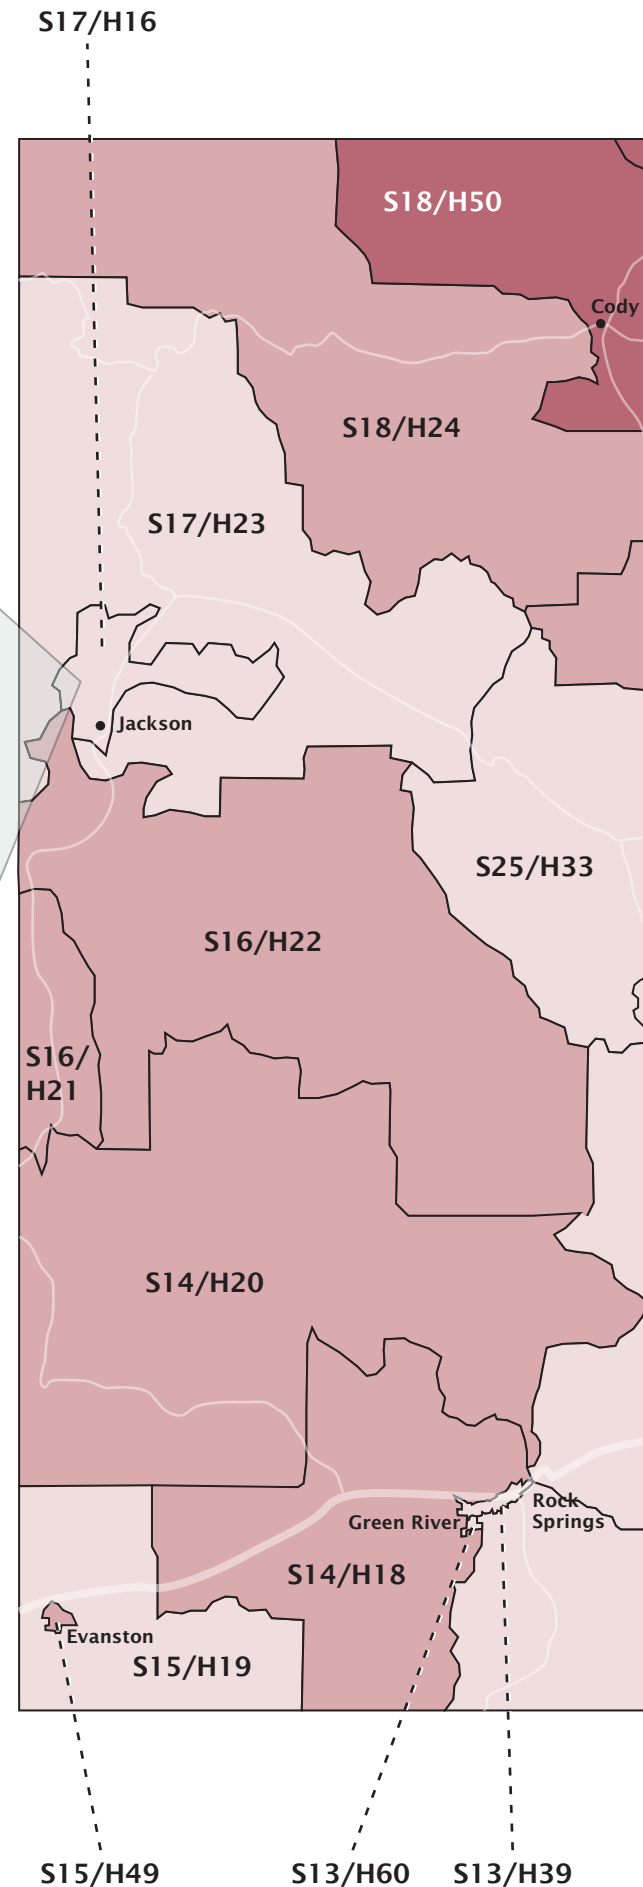 S17/H16
S18/H50
Cody
S18/H24
S17/H23
Jackson
S25/H33
S16/H22
S16/
H21
S14/H20
Rock
Springs
Green River
S14/H18
Evanston
S15/H19
S15/H49
S13/H60
S13/H39